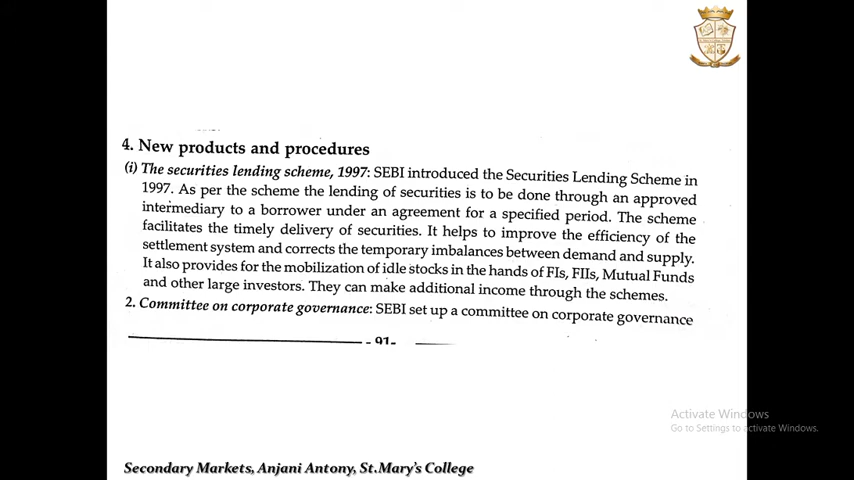 4. New products and procedures
(i) The securities lending scheme, 1997: SEBI introduced the Securities Lending Scheme in
1997. As per the scheme the lending of securities is to be done through an approved
intermediary to a borrower under an agreement for a specified period. The scheme
facilitates the timely delivery of securities. It helps to improve the efficiency of the
settlement system and corrects the temporary imbalances between demand and supply.
It also provides for the mobilization of idle stocks in the hands of FIs, FIIs, Mutual Funds
and other large investors. They can make additional income through the schemes.
2. Committee on corporate governance: SEBI set up a committee on corporate governance
- 91-
Activate Windows
Go to Settings to activate Windows.
Secondary Markets, Anjani Antony, St.Mary's College